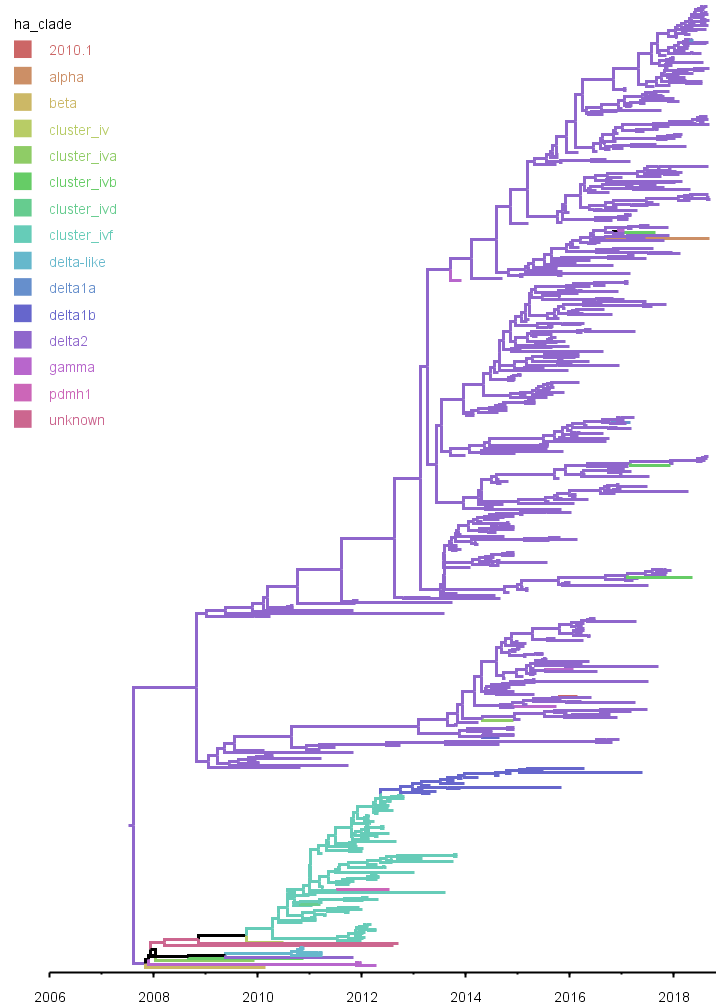 ha_clade
2010.1
alpha
beta
cluster_iv
cluster_iva
cluster_ivb
cluster_ivd
cluster_ivf
delta-like
delta1a
delta1b
delta2
gamma
pdmh1
unknown
2006 2008 2010 2012 2014 2016 2018